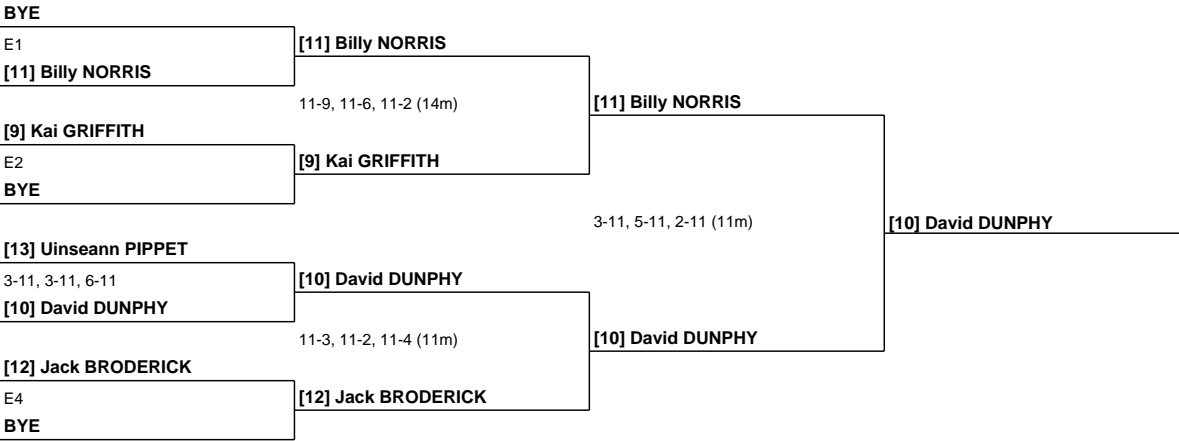 BYE
E1
[11] Billy NORRIS
[11] Billy NORRIS
11-9, 11-6, 11-2 (14m)
[11] Billy NORRIS
[9] Kai GRIFFITH
E2
[9] Kai GRIFFITH
BYE
3-11, 5-11, 2-11 (11m)
[10] David DUNPHY
[13] Uinseann PIPPET
3-11, 3-11, 6-11
[10] David DUNPHY
[10] David DUNPHY
11-3, 11-2, 11-4 (11m)
[10] David DUNPHY
[12] Jack BRODERICK
E4
[12] Jack BRODERICK
BYE